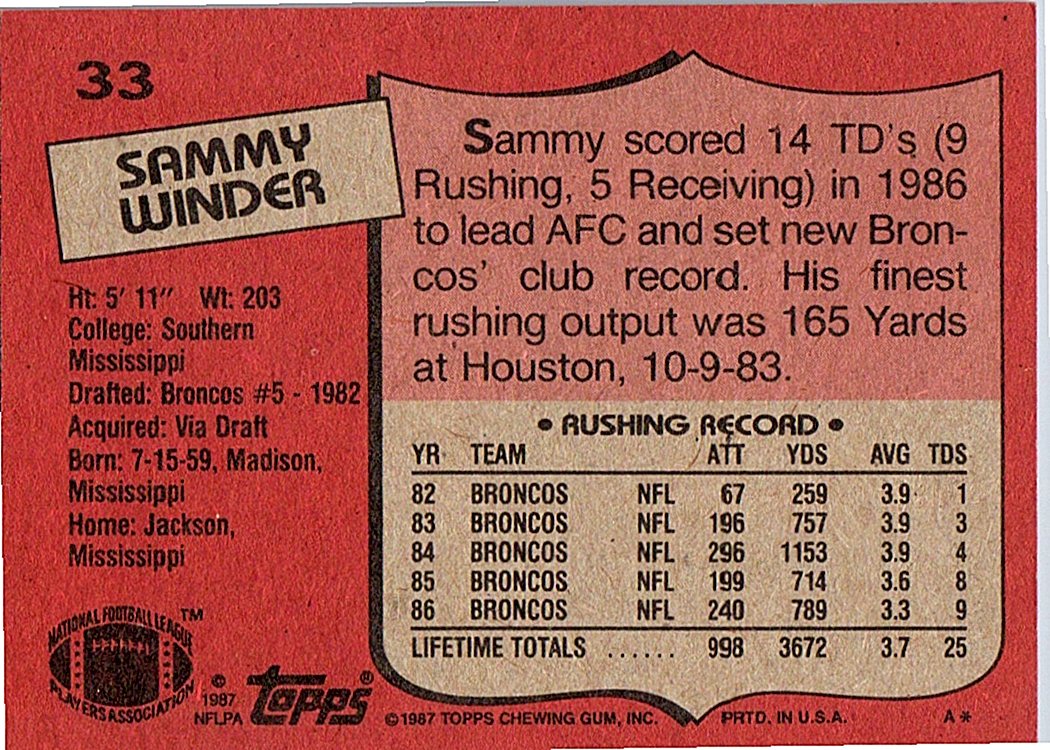 33
SAMMY
WINDER
Ht: 5' 11" Wt: 203
College: Southern
Mississippi
Drafted: Broncos #5 - 1982
Acquired: Via Draft
Born: 7-15-59, Madison,
Mississippi
Home: Jackson,
Mississippi
NATIONAL FOOTBALL LEAGUE
PLAYERS ASSOCIATION
TM
© 1987
NFLPA
topps®
Sammy scored 14 TD's (9
Rushing, 5 Receiving) in 1986
to lead AFC and set new Bron-
cos' club record. His finest
rushing output was 165 Yards
at Houston, 10-9-83.
• RUSHING RECORD •
YR TEAM ATT YDS AVG TDS
82 BRONCOS NFL 67 259 3.9 1
83 BRONCOS NFL 196 757 3.9 3
84 BRONCOS NFL 296 1153 3.9 4
85 BRONCOS NFL 199 714 3.6 8
86 BRONCOS NFL 240 789 3.3 9
LIFETIME TOTALS ...... 998 3672 3.7 25
©1987 TOPPS CHEWING GUM, INC. PRTD. IN U.S.A. A*